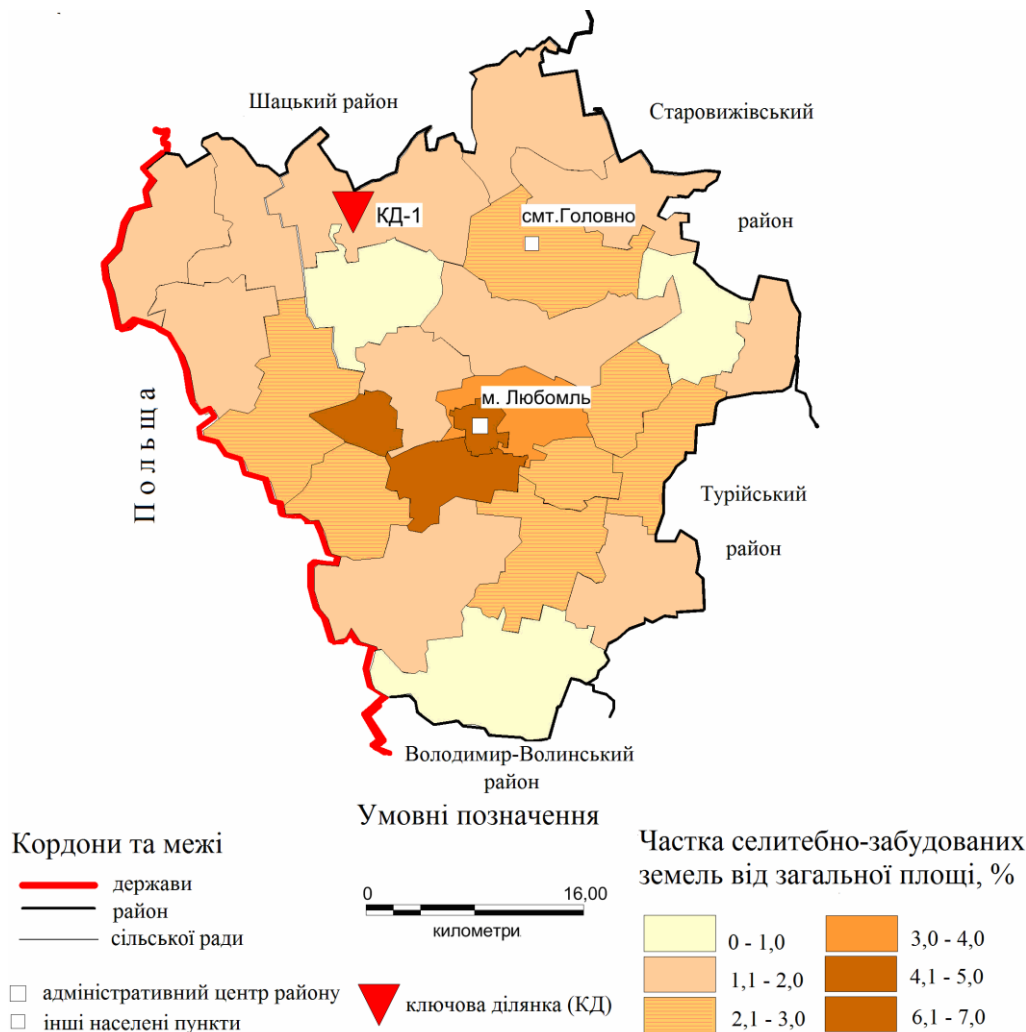 Шацький район
Старовижівський
район
КД-1
смт.Головно
м. Любомль
Польща
Турійський
район
Володимир-Волинський
район
Умовні позначення
Кордони та межі
держави
район
сільської ради
адміністративний центр району
інші населені пункти
0 16,00
километри
ключова ділянка (КД)
Частка селитебно-забудованих
земель від загальної площі, %
0 - 1,0
1,1 - 2,0
2,1 - 3,0
3,0 - 4,0
4,1 - 5,0
6,1 - 7,0